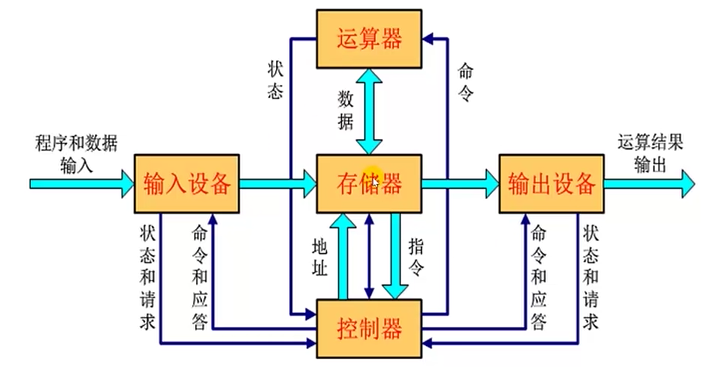 运算器
状态
数据
命令
程序和数据
输入
运算结果
输出
输入设备
存储器
输出设备
状态和请求
命令和应答
地址
指令
命令和应答
状态和请求
控制器